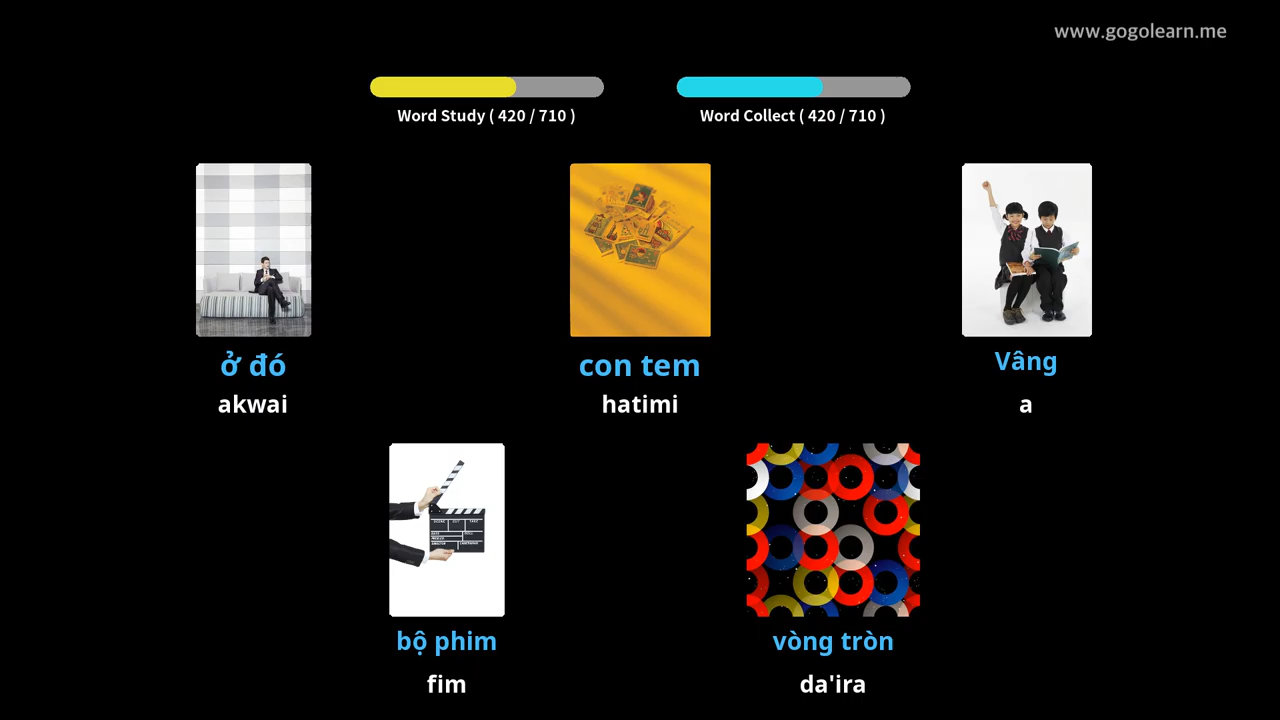 www.gogolearn.me
Word Study ( 420 / 710 )
Word Collect ( 420 / 710 )
ở đó
akwai
con tem
hatimi
Vâng
a
bộ phim
fim
vòng tròn
da'ira